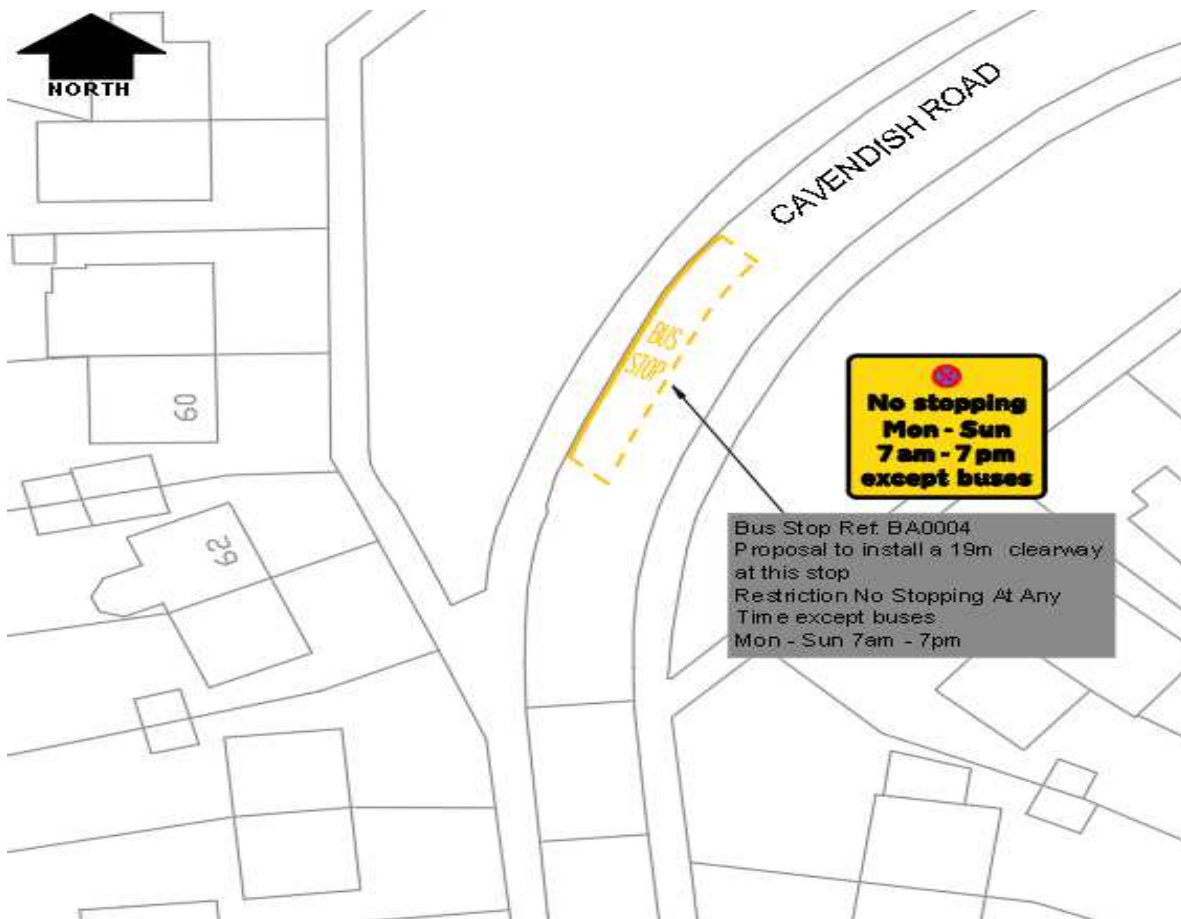 NORTH
CAVENDISH ROAD
BUS
STOP
60
62
No stopping
Mon - Sun
7 am - 7 pm
except buses
Bus Stop Ref. BA0004
Proposal to install a 19m clearway
at this stop
Restriction No Stopping At Any
Time except buses
Mon - Sun 7am - 7pm